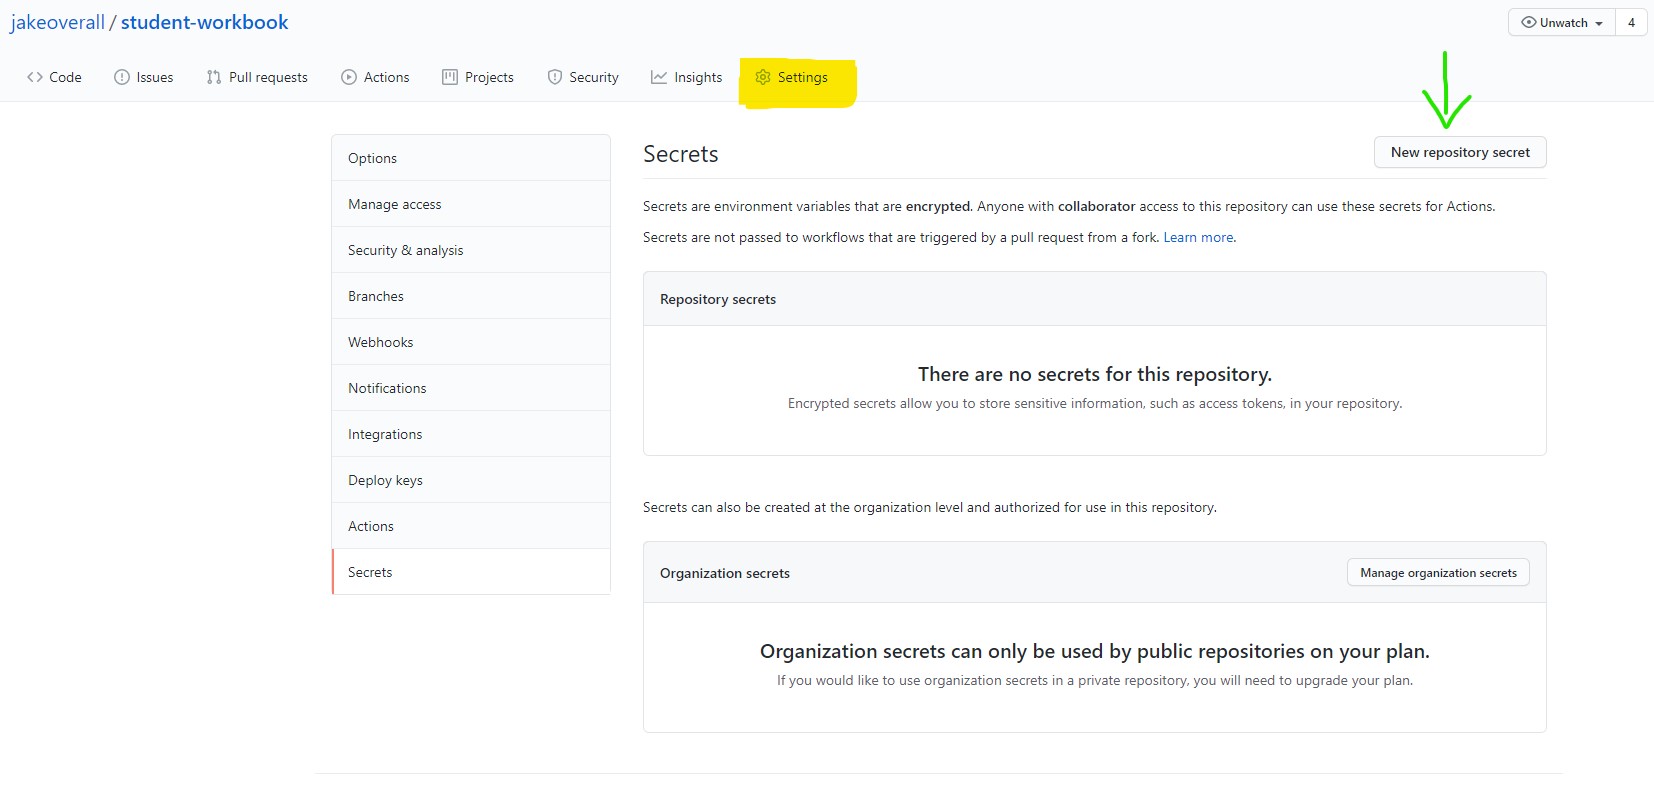 jakeoverall / student-workbook
Unwatch 4
Code Issues Pull requests Actions Projects Security Insights Settings
Options
Manage access
Security & analysis
Branches
Webhooks
Notifications
Integrations
Deploy keys
Actions
Secrets
Secrets
New repository secret
Secrets are environment variables that are encrypted. Anyone with collaborator access to this repository can use these secrets for Actions.
Secrets are not passed to workflows that are triggered by a pull request from a fork. Learn more.
Repository secrets
There are no secrets for this repository.
Encrypted secrets allow you to store sensitive information, such as access tokens, in your repository.
Secrets can also be created at the organization level and authorized for use in this repository.
Organization secrets
Manage organization secrets
Organization secrets can only be used by public repositories on your plan.
If you would like to use organization secrets in a private repository, you will need to upgrade your plan.